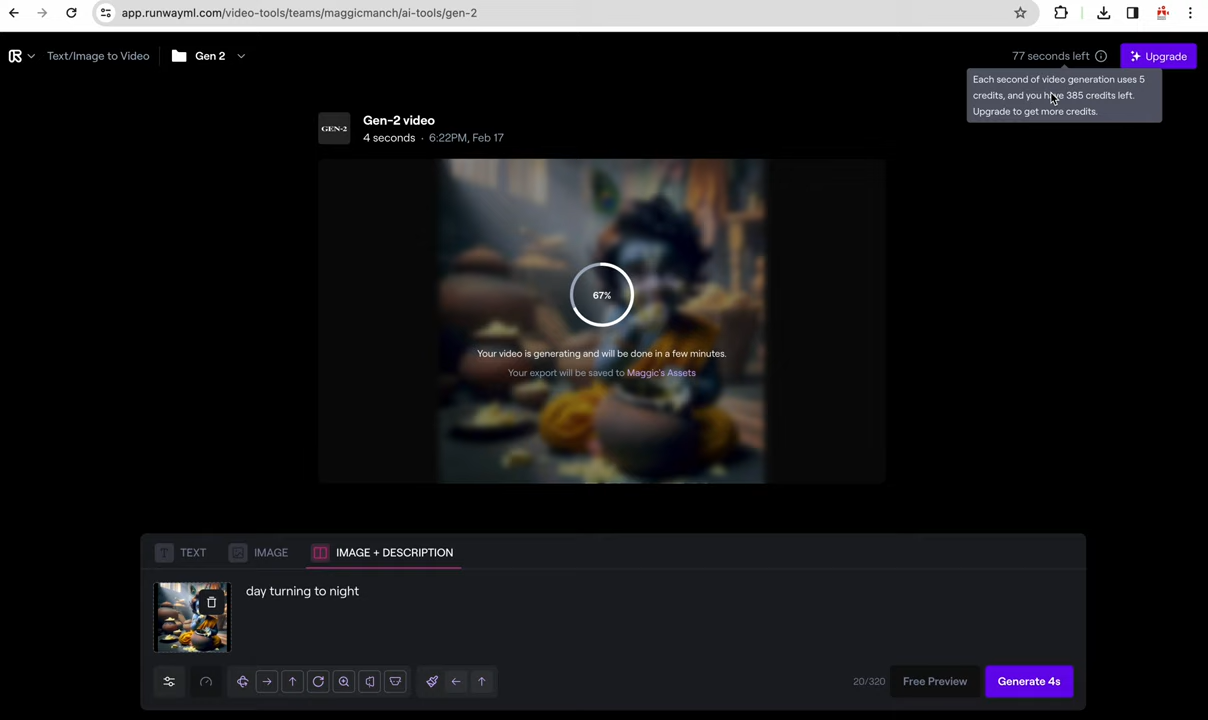 app.runwayml.com/video-tools/teams/maggicmanch/ai-tools/gen-2
Text/Image to Video
Gen 2
77 seconds left
Upgrade
Each second of video generation uses 5
credits, and you have 385 credits left.
Upgrade to get more credits.
GEN-2
Gen-2 video
4 seconds · 6:22PM, Feb 17
67%
Your video is generating and will be done in a few minutes.
Your export will be saved to Maggic's Assets
TEXT
IMAGE
IMAGE + DESCRIPTION
day turning to night
20/320
Free Preview
Generate 4s